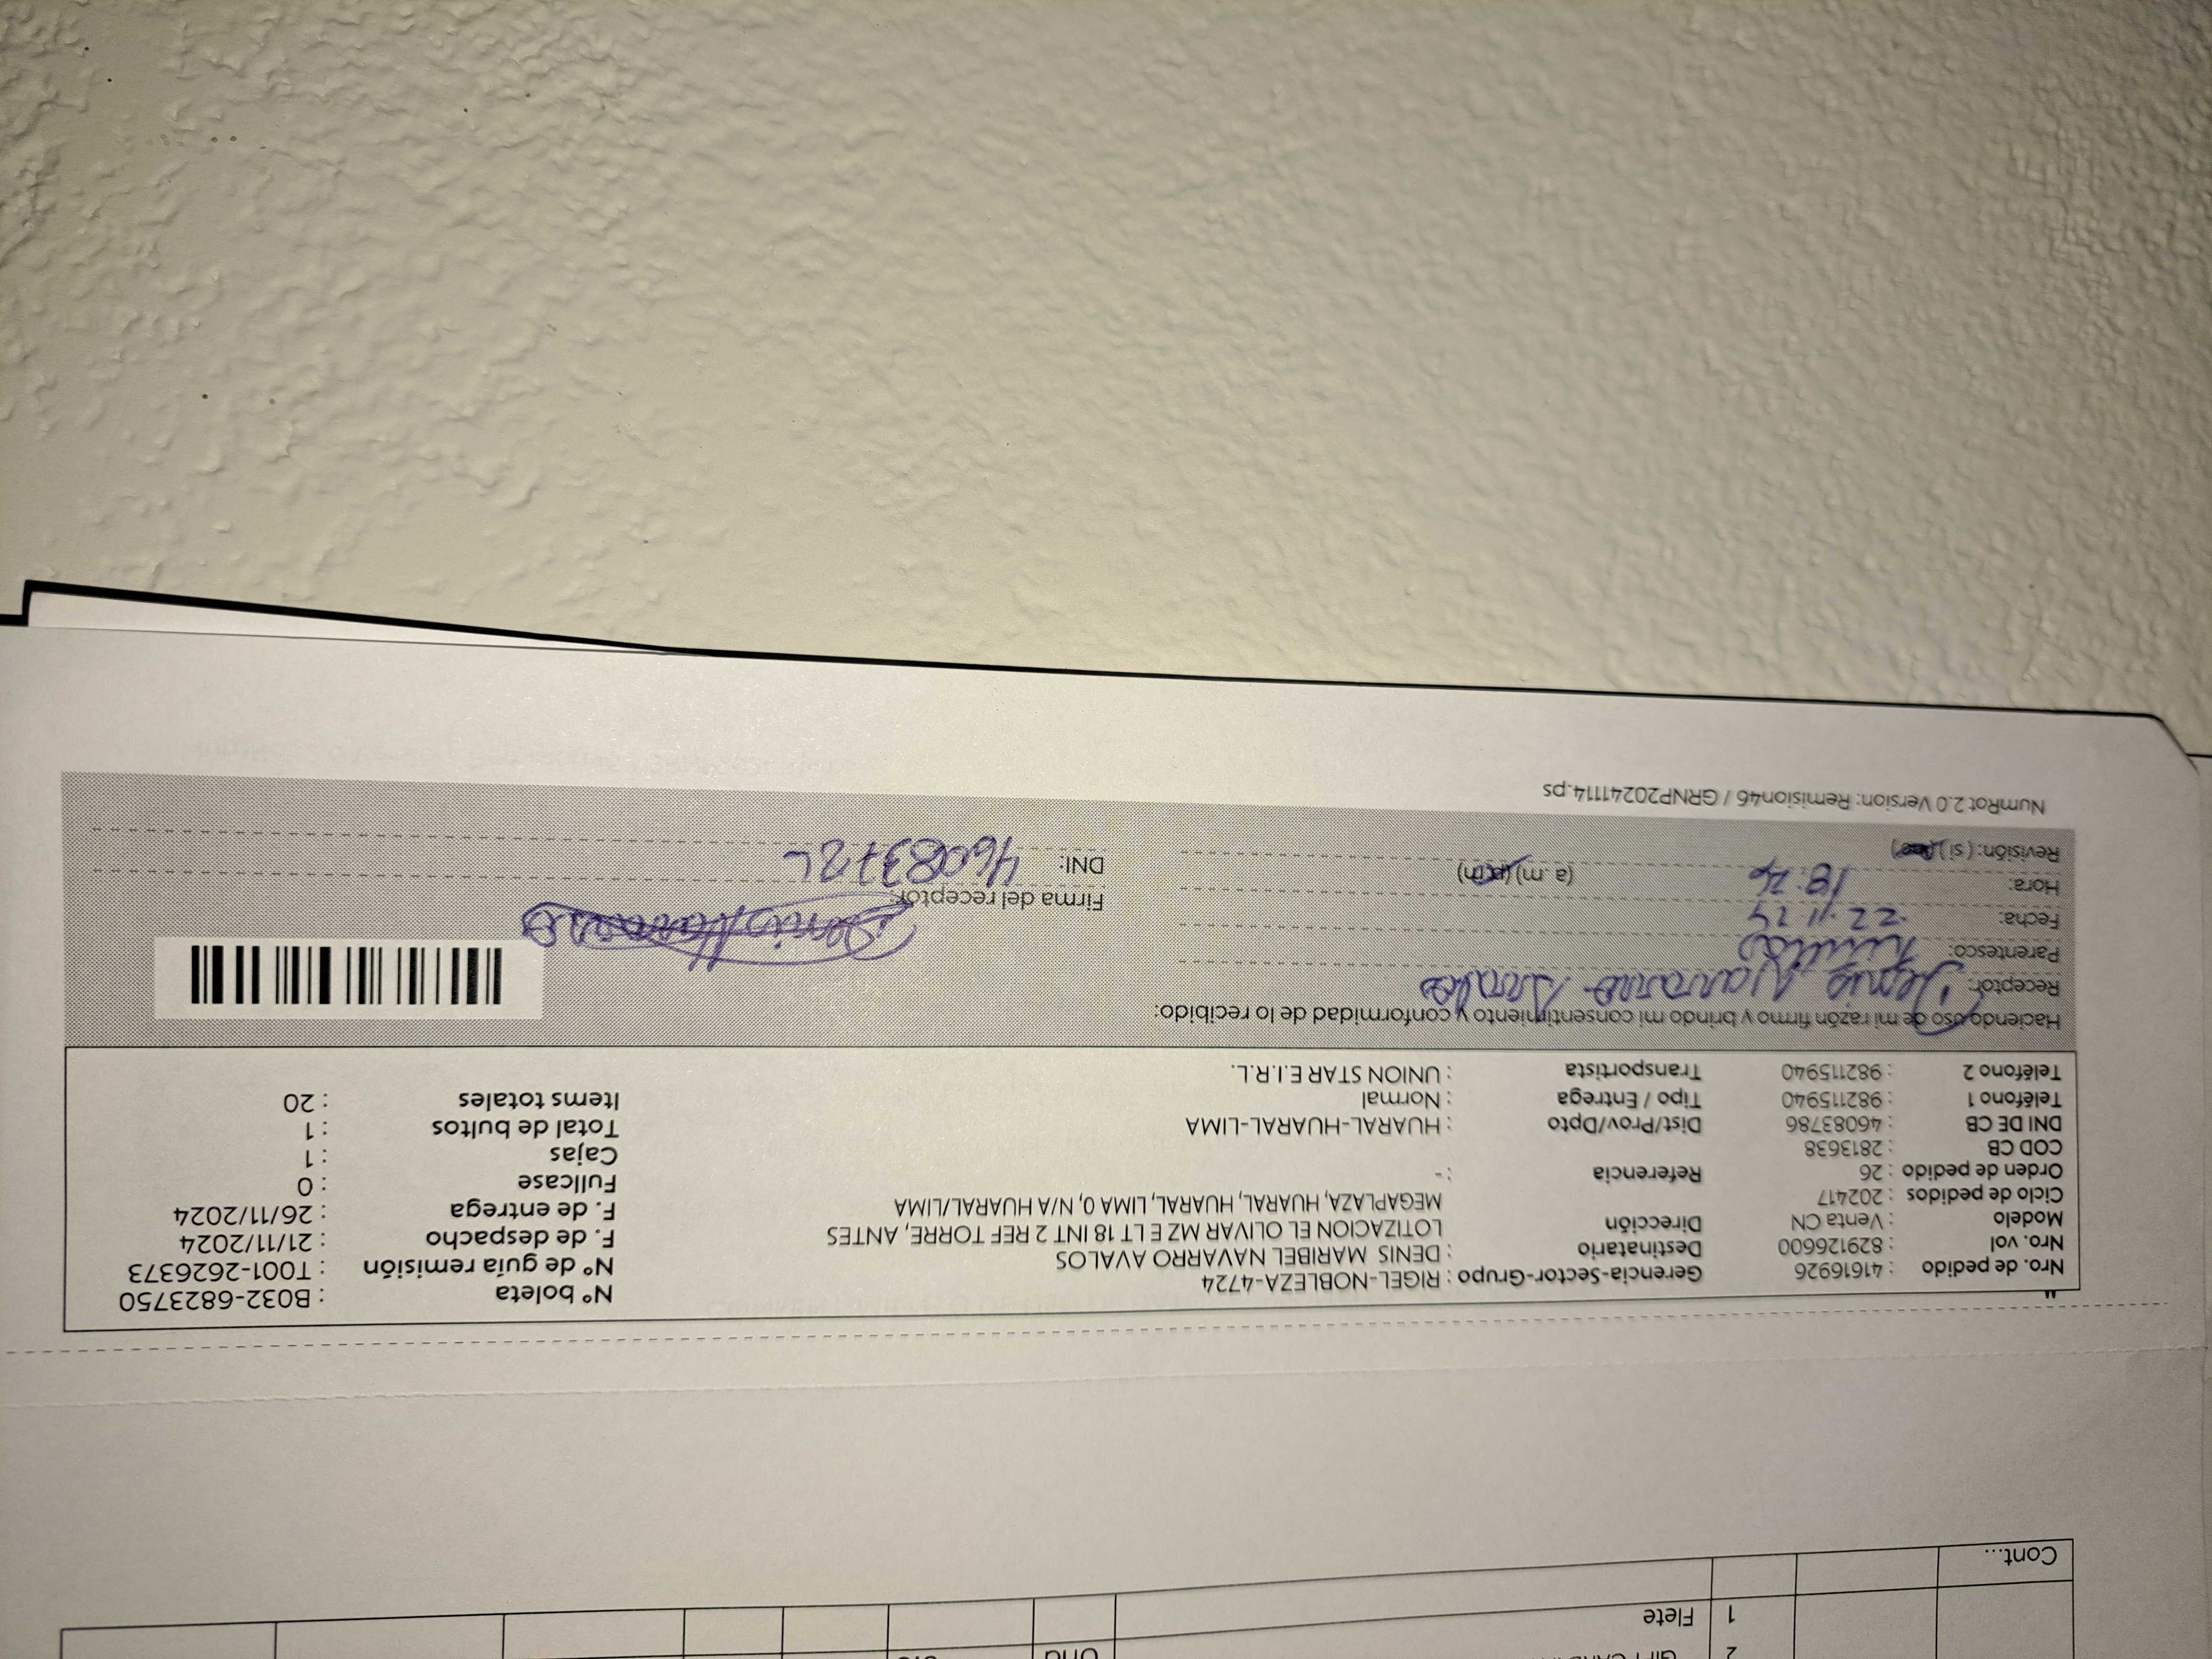 2 GIFT CARD
1 Flete
Cont...
Nro. de pedido : 41616926 Gerencia-Sector-Grupo : RIGEL-NOBLEZA-4724 N° boleta : B032-6823750
Nro. vol : 829126600 Destinatario : DENIS MARIBEL NAVARRO AVALOS N° de guía remisión : T001-2626373
Modelo : Venta CN Dirección LOTIZACION EL OLIVAR MZ E LT 18 INT 2 REF TORRE, ANTES F. de despacho : 21/11/2024
Ciclo de pedidos : 202417 MEGAPLAZA, HUARAL, HUARAL, LIMA 0, N/A HUARAL/LIMA F. de entrega : 26/11/2024
Orden de pedido : 26 Referencia : - Fullcase : 0
COD CB : 2813638 Cajas : 1
DNI DE CB : 46083786 Dist/Prov/Dpto : HUARAL-HUARAL-LIMA Total de bultos : 1
Teléfono 1 : 982115940 Tipo / Entrega : Normal Items totales : 20
Teléfono 2 : 982115940 Transportista : UNION STAR E.I.R.L.
Haciendo uso de mi razón firmo y brindo mi consentimiento y conformidad de lo recibido:
Receptor: Denis Navarro
Parentesco:
Fecha: 22.11.24
Firma del receptor:
Hora: (a.m) (p.m)
DNI:
Revisión: (si)
NumRot 2.0 Version: Remision46 / GRNP20241114.ps